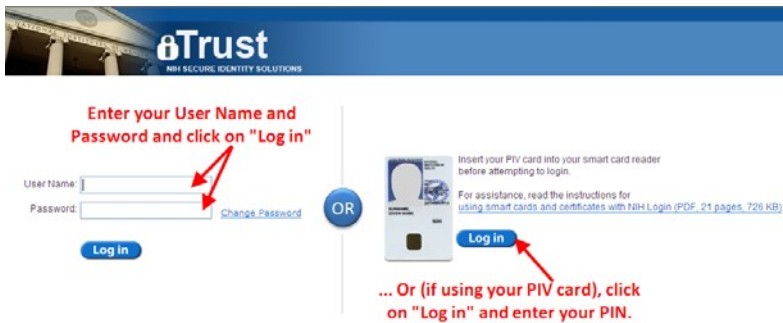 iTrust
NIH SECURE IDENTITY SOLUTIONS
Enter your User Name and
Password and click on "Log in"
User Name:
Password:
Change Password
Log in
OR
Insert your PIV card into your smart card reader
before attempting to login.
For assistance, read the instructions for
using smart cards and certificates with NIH Login (PDF, 21 pages, 726 KB)
NIH
Log in
... Or (if using your PIV card), click
on "Log in" and enter your PIN.